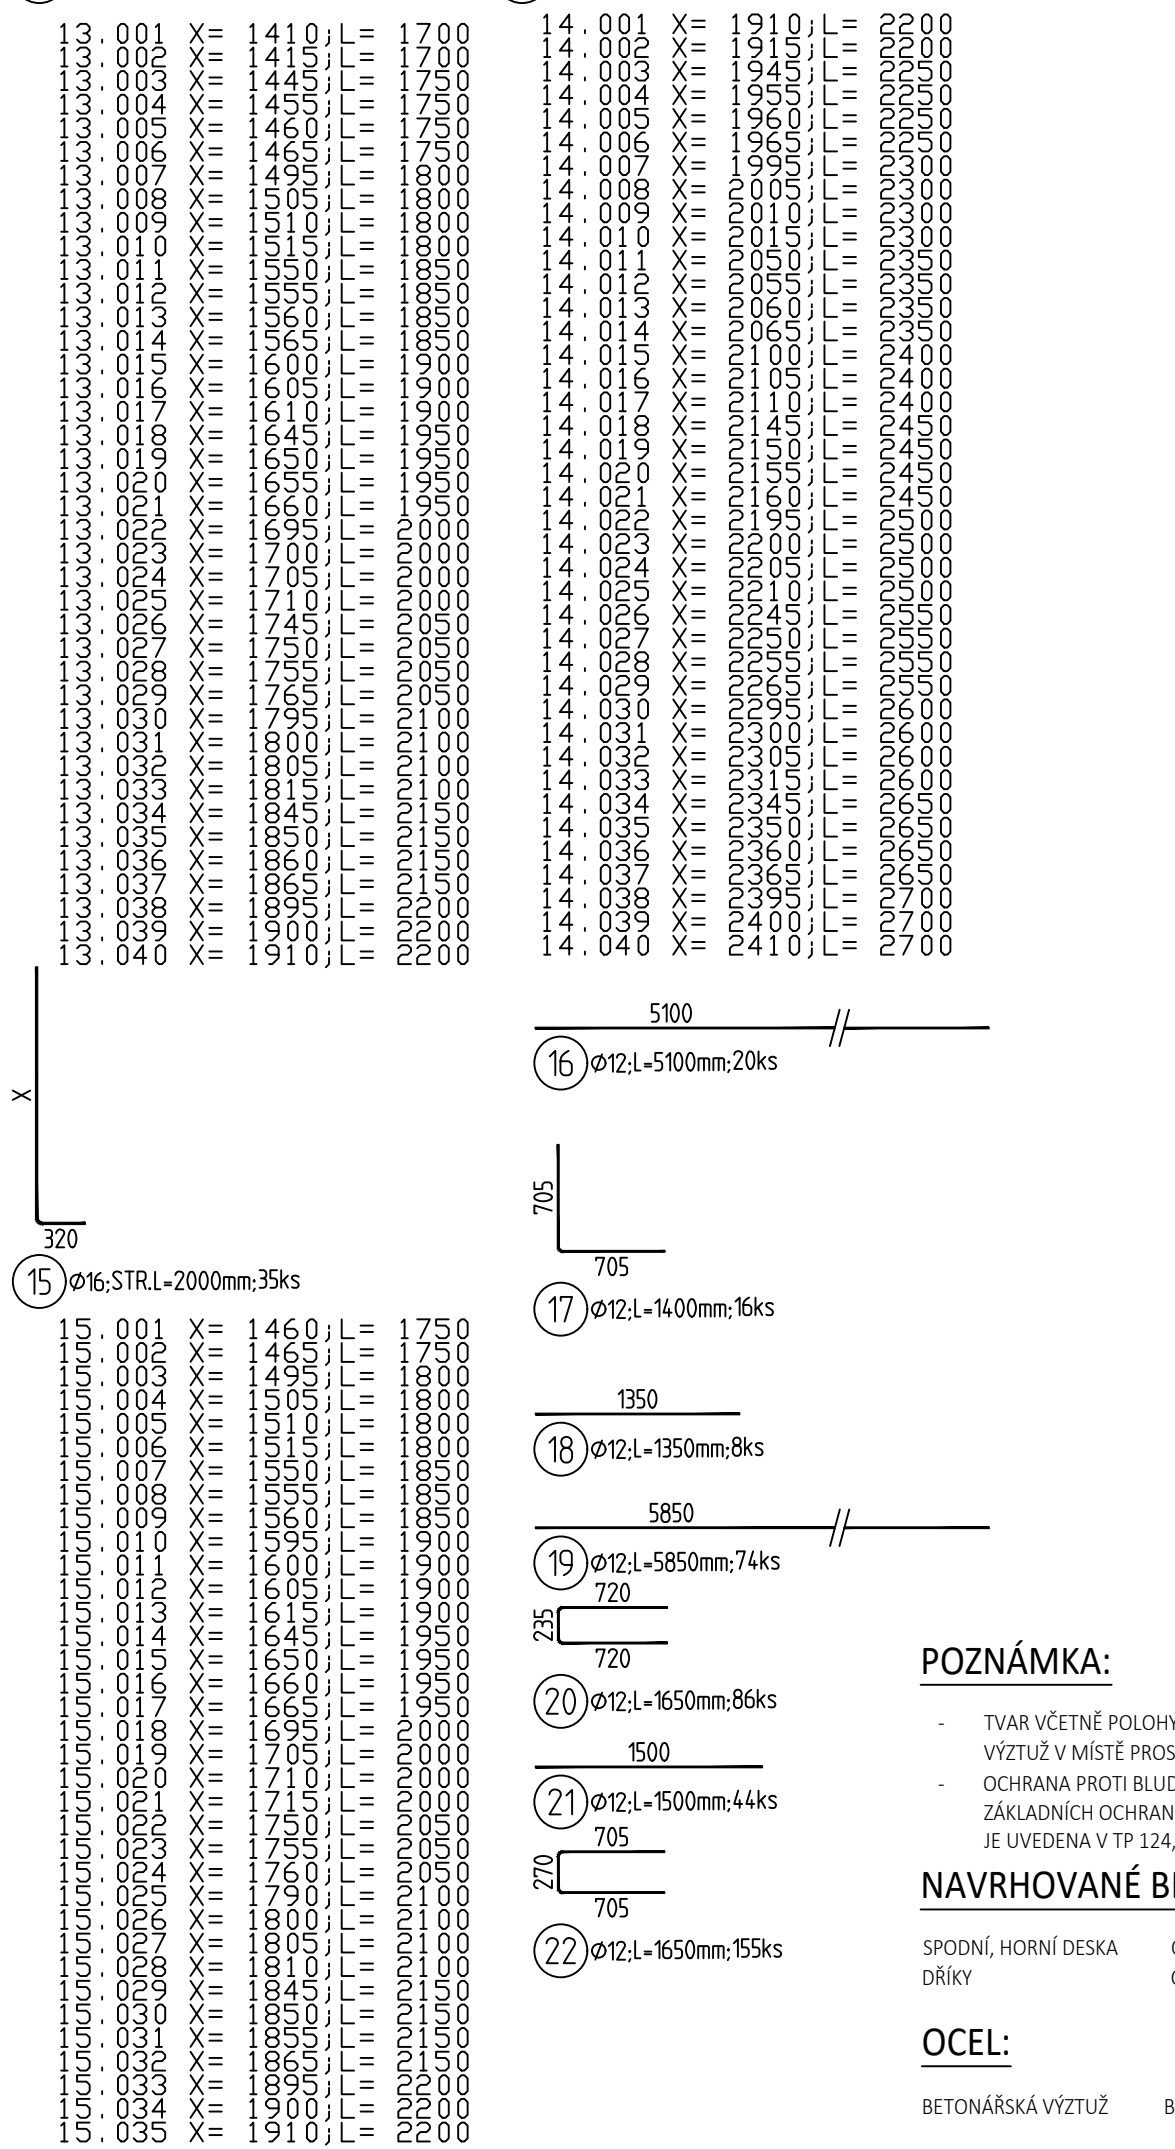 13.001 X= 1410;L= 1700
13.002 X= 1415;L= 1700
13.003 X= 1445;L= 1750
13.004 X= 1455;L= 1750
13.005 X= 1460;L= 1750
13.006 X= 1465;L= 1750
13.007 X= 1495;L= 1800
13.008 X= 1505;L= 1800
13.009 X= 1510;L= 1800
13.010 X= 1515;L= 1800
13.011 X= 1550;L= 1850
13.012 X= 1555;L= 1850
13.013 X= 1560;L= 1850
13.014 X= 1565;L= 1850
13.015 X= 1600;L= 1900
13.016 X= 1605;L= 1900
13.017 X= 1610;L= 1900
13.018 X= 1645;L= 1950
13.019 X= 1650;L= 1950
13.020 X= 1655;L= 1950
13.021 X= 1660;L= 1950
13.022 X= 1695;L= 2000
13.023 X= 1700;L= 2000
13.024 X= 1705;L= 2000
13.025 X= 1710;L= 2000
13.026 X= 1745;L= 2050
13.027 X= 1750;L= 2050
13.028 X= 1755;L= 2050
13.029 X= 1765;L= 2050
13.030 X= 1795;L= 2100
13.031 X= 1800;L= 2100
13.032 X= 1805;L= 2100
13.033 X= 1815;L= 2100
13.034 X= 1845;L= 2150
13.035 X= 1850;L= 2150
13.036 X= 1860;L= 2150
13.037 X= 1865;L= 2150
13.038 X= 1895;L= 2200
13.039 X= 1900;L= 2200
13.040 X= 1910;L= 2200
X
320
15 Ø16;STR.L=2000mm;35ks
15.001 X= 1460;L= 1750
15.002 X= 1465;L= 1750
15.003 X= 1495;L= 1800
15.004 X= 1505;L= 1800
15.005 X= 1510;L= 1800
15.006 X= 1515;L= 1800
15.007 X= 1550;L= 1850
15.008 X= 1555;L= 1850
15.009 X= 1560;L= 1850
15.010 X= 1595;L= 1900
15.011 X= 1600;L= 1900
15.012 X= 1605;L= 1900
15.013 X= 1615;L= 1900
15.014 X= 1645;L= 1950
15.015 X= 1650;L= 1950
15.016 X= 1660;L= 1950
15.017 X= 1665;L= 1950
15.018 X= 1695;L= 2000
15.019 X= 1705;L= 2000
15.020 X= 1710;L= 2000
15.021 X= 1715;L= 2000
15.022 X= 1750;L= 2050
15.023 X= 1755;L= 2050
15.024 X= 1760;L= 2050
15.025 X= 1790;L= 2100
15.026 X= 1800;L= 2100
15.027 X= 1805;L= 2100
15.028 X= 1810;L= 2100
15.029 X= 1845;L= 2150
15.030 X= 1850;L= 2150
15.031 X= 1855;L= 2150
15.032 X= 1865;L= 2150
15.033 X= 1895;L= 2200
15.034 X= 1900;L= 2200
15.035 X= 1910;L= 2200
14.001 X= 1910;L= 2200
14.002 X= 1915;L= 2200
14.003 X= 1945;L= 2250
14.004 X= 1955;L= 2250
14.005 X= 1960;L= 2250
14.006 X= 1965;L= 2250
14.007 X= 1995;L= 2300
14.008 X= 2005;L= 2300
14.009 X= 2010;L= 2300
14.010 X= 2015;L= 2300
14.011 X= 2050;L= 2350
14.012 X= 2055;L= 2350
14.013 X= 2060;L= 2350
14.014 X= 2065;L= 2350
14.015 X= 2100;L= 2400
14.016 X= 2105;L= 2400
14.017 X= 2110;L= 2400
14.018 X= 2145;L= 2450
14.019 X= 2150;L= 2450
14.020 X= 2155;L= 2450
14.021 X= 2160;L= 2450
14.022 X= 2195;L= 2500
14.023 X= 2200;L= 2500
14.024 X= 2205;L= 2500
14.025 X= 2210;L= 2500
14.026 X= 2245;L= 2550
14.027 X= 2250;L= 2550
14.028 X= 2255;L= 2550
14.029 X= 2265;L= 2550
14.030 X= 2295;L= 2600
14.031 X= 2300;L= 2600
14.032 X= 2305;L= 2600
14.033 X= 2315;L= 2600
14.034 X= 2345;L= 2650
14.035 X= 2350;L= 2650
14.036 X= 2360;L= 2650
14.037 X= 2365;L= 2650
14.038 X= 2395;L= 2700
14.039 X= 2400;L= 2700
14.040 X= 2410;L= 2700
5100
16 Ø12;L=5100mm;20ks
705
705
17 Ø12;L=1400mm;16ks
1350
18 Ø12;L=1350mm;8ks
5850
19 Ø12;L=5850mm;74ks
720
235
720
20 Ø12;L=1650mm;86ks
1500
21 Ø12;L=1500mm;44ks
705
270
705
22 Ø12;L=1650mm;155ks
POZNÁMKA:
- TVAR VČETNĚ POLOHY
VÝZTUŽ V MÍSTĚ PROS
- OCHRANA PROTI BLUD
ZÁKLADNÍCH OCHRAN
JE UVEDENA V TP 124,
NAVRHOVANÉ B
SPODNÍ, HORNÍ DESKA
DŘÍKY
OCEL:
BETONÁŘSKÁ VÝZTUŽ B